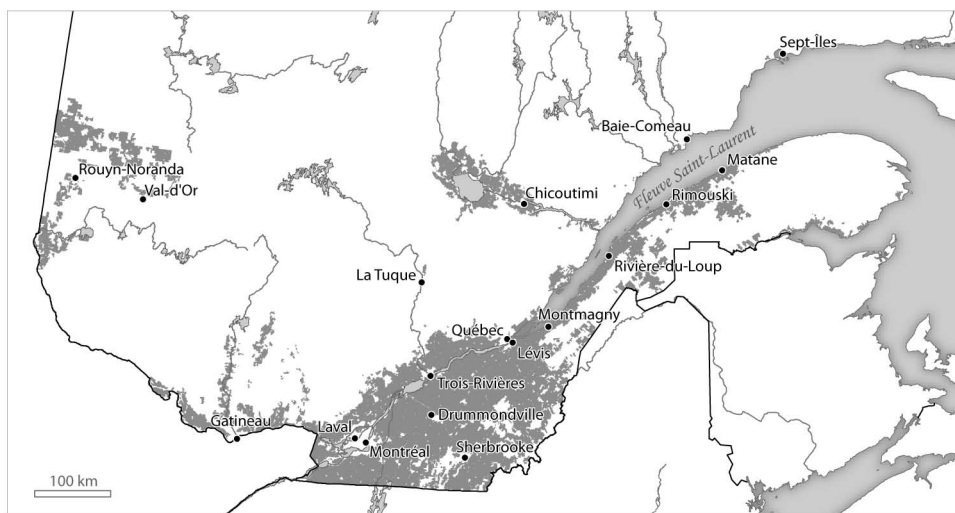 Sept-Îles
Baie-Comeau
Fleuve Saint-Laurent
Matane
Rouyn-Noranda
Val-d'Or
Chicoutimi
Rimouski
Rivière-du-Loup
La Tuque
Montmagny
Québec
Lévis
Trois-Rivières
Drummondville
Gatineau
Laval
Montréal
Sherbrooke
100 km